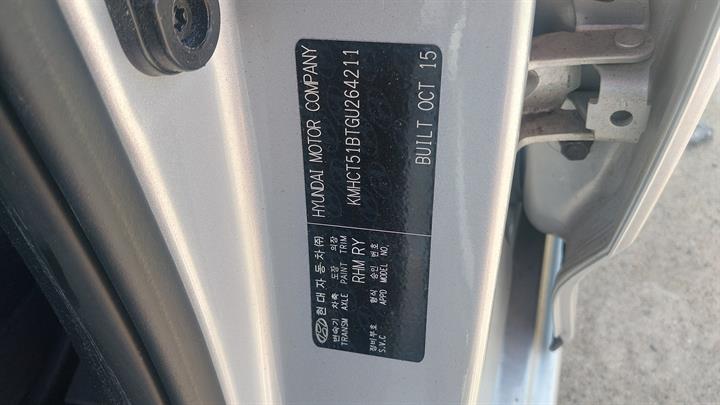 현대자동차(주) HYUNDAI MOTOR COMPANY
변속기 차축 도장 외장
TRANSM AXLE PAINT TRIM
RHM RY KMHCT51BTGU264211
형식 승인 번호
APPD MODEL NO.
장비부호
S.V.C BUILT OCT 15